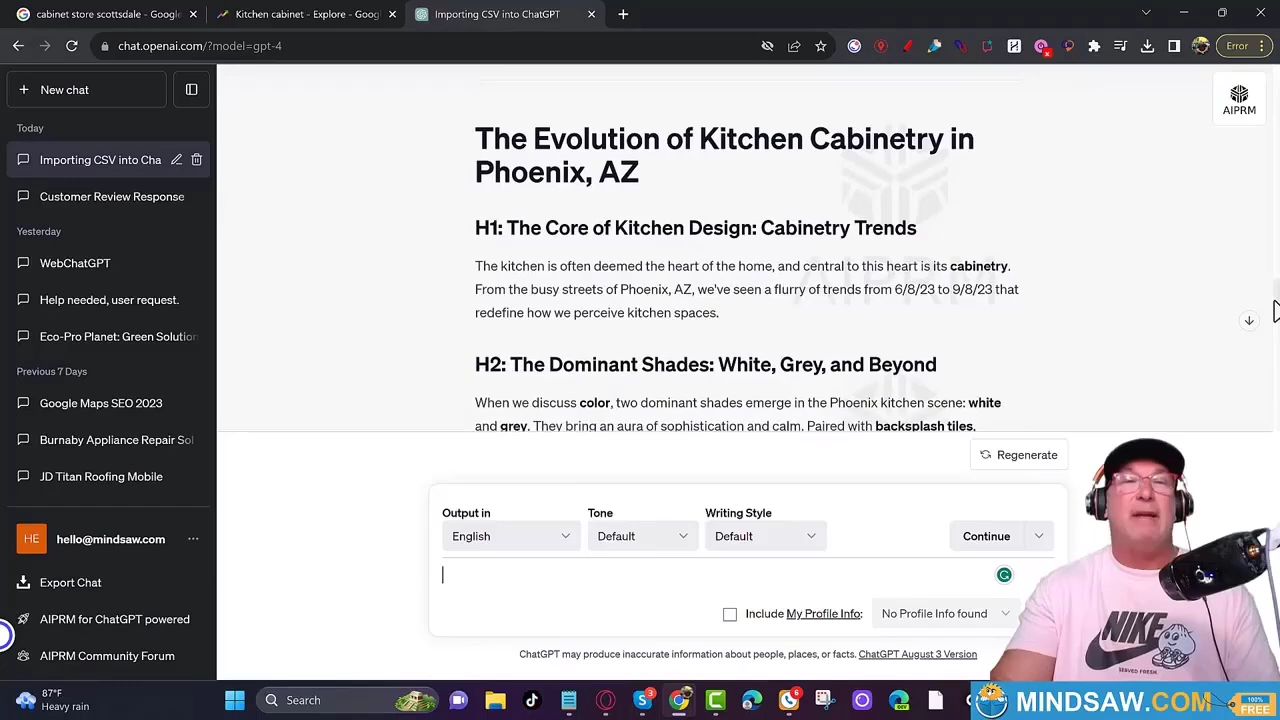 cabinet store scottsdale - Google
Kitchen cabinet - Explore - Goog
Importing CSV into ChatGPT
chat.openai.com/?model=gpt-4
Error
New chat
Today
Importing CSV into Cha
Customer Review Response
Yesterday
WebChatGPT
Help needed, user request.
Eco-Pro Planet: Green Solution
Previous 7 Days
Google Maps SEO 2023
Burnaby Appliance Repair Sol
JD Titan Roofing Mobile
HE
hello@mindsaw.com
Export Chat
AIPRM for ChatGPT powered
AIPRM Community Forum
AIPRM
The Evolution of Kitchen Cabinetry in
Phoenix, AZ
H1: The Core of Kitchen Design: Cabinetry Trends
The kitchen is often deemed the heart of the home, and central to this heart is its cabinetry.
From the busy streets of Phoenix, AZ, we've seen a flurry of trends from 6/8/23 to 9/8/23 that
redefine how we perceive kitchen spaces.
AIPRM
H2: The Dominant Shades: White, Grey, and Beyond
When we discuss color, two dominant shades emerge in the Phoenix kitchen scene: white
and grey. They bring an aura of sophistication and calm. Paired with backsplash tiles,
Regenerate
Output in
Tone
Writing Style
English
Default
Default
Continue
Include My Profile Info:
No Profile Info found
ChatGPT may produce inaccurate information about people, places, or facts. ChatGPT August 3 Version
NIKE
SERVED FRESH.
87°F
Heavy rain
Search
3
6
DEV
MINDSAW.COM
100%
FREE